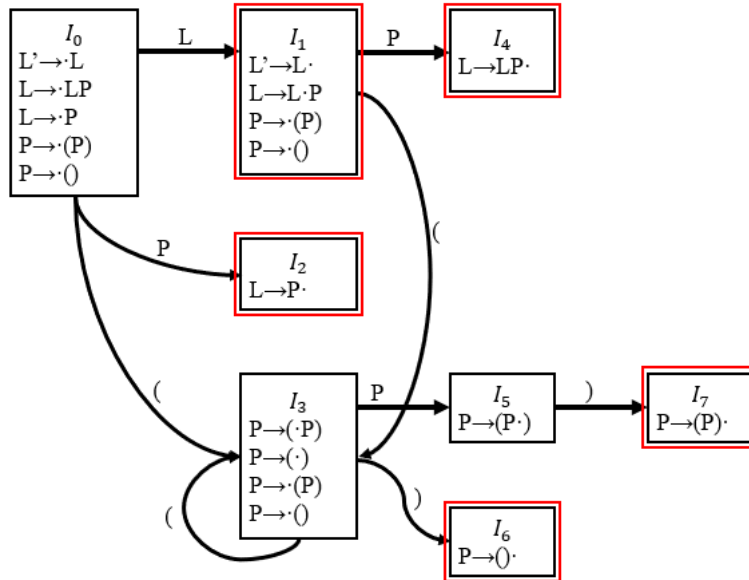 I₀
L'→·L
L→·LP
L→·P
P→·(P)
P→·()
L
I₁
L'→L·
L→L·P
P→·(P)
P→·()
P
I₄
L→LP·
(
P
I₂
L→P·
(
I₃
P→(·P)
P→(·)
P→·(P)
P→·()
P
I₅
P→(P·)
)
I₇
P→(P)·
(
)
I₆
P→()·